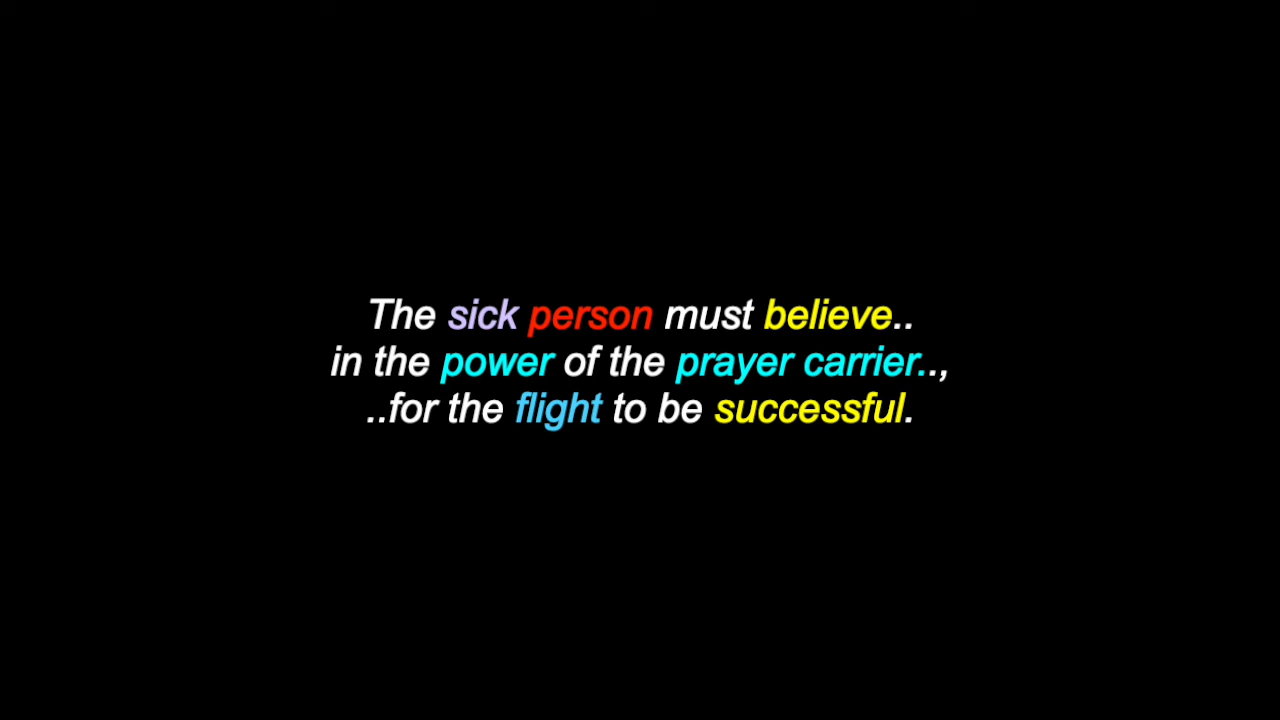 The sick person must believe..
in the power of the prayer carrier..,
..for the flight to be successful.